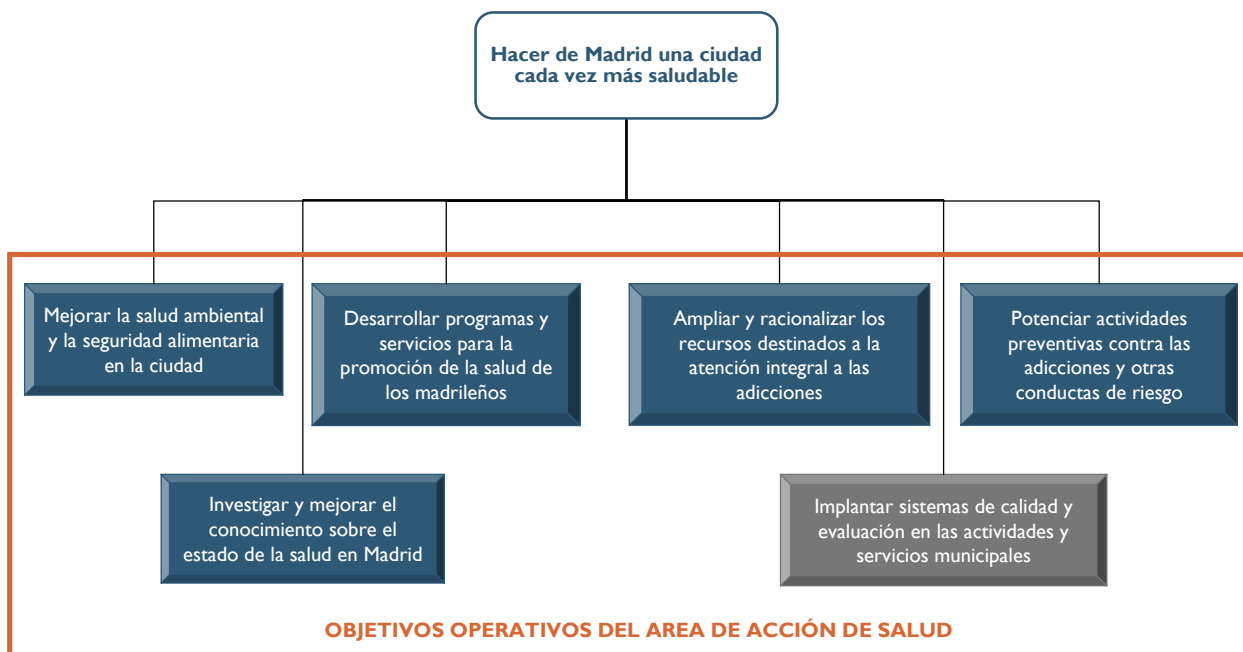 Hacer de Madrid una ciudad
cada vez más saludable
Mejorar la salud ambiental
y la seguridad alimentaria
en la ciudad
Desarrollar programas y
servicios para la
promoción de la salud de
los madrileños
Ampliar y racionalizar los
recursos destinados a la
atención integral a las
adicciones
Potenciar actividades
preventivas contra las
adicciones y otras
conductas de riesgo
Investigar y mejorar el
conocimiento sobre el
estado de la salud en Madrid
Implantar sistemas de calidad y
evaluación en las actividades y
servicios municipales
OBJETIVOS OPERATIVOS DEL AREA DE ACCIÓN DE SALUD